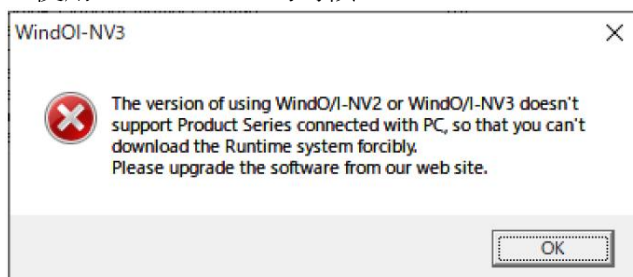 WindOI-NV3
The version of using WindO/I-NV2 or WindO/I-NV3 doesn't
support Product Series connected with PC, so that you can't
download the Runtime system forcibly.
Please upgrade the software from our web site.
OK